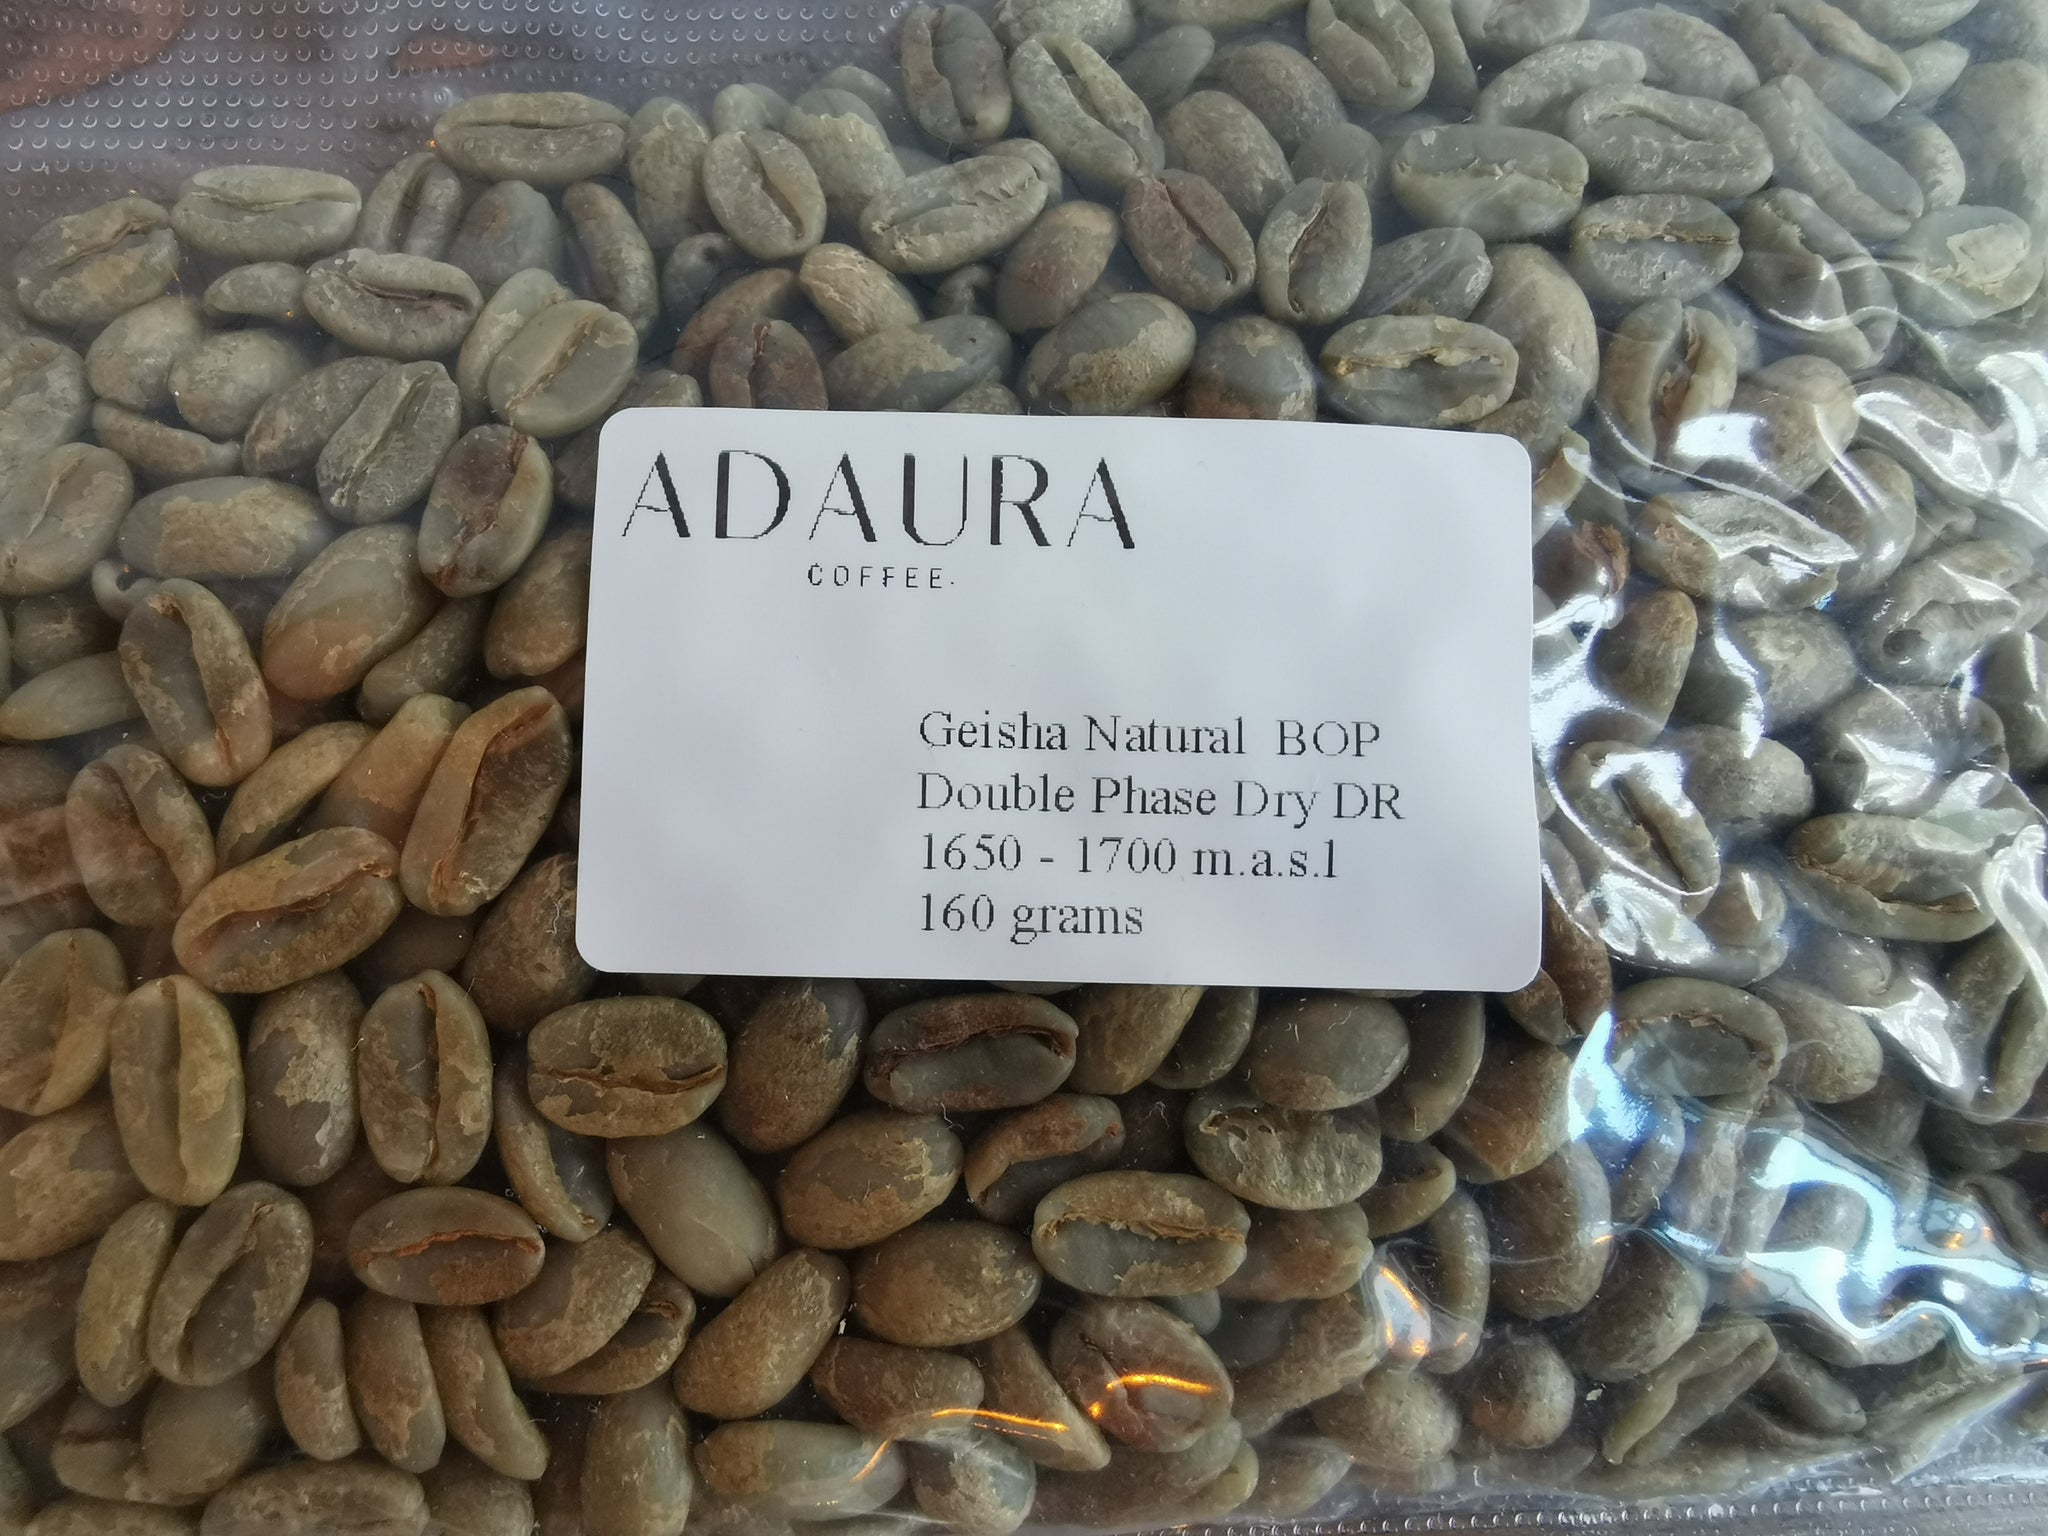 ADAURA
COFFEE.
Geisha Natural BOP
Double Phase Dry DR
1650 - 1700 m.a.s.l
160 grams